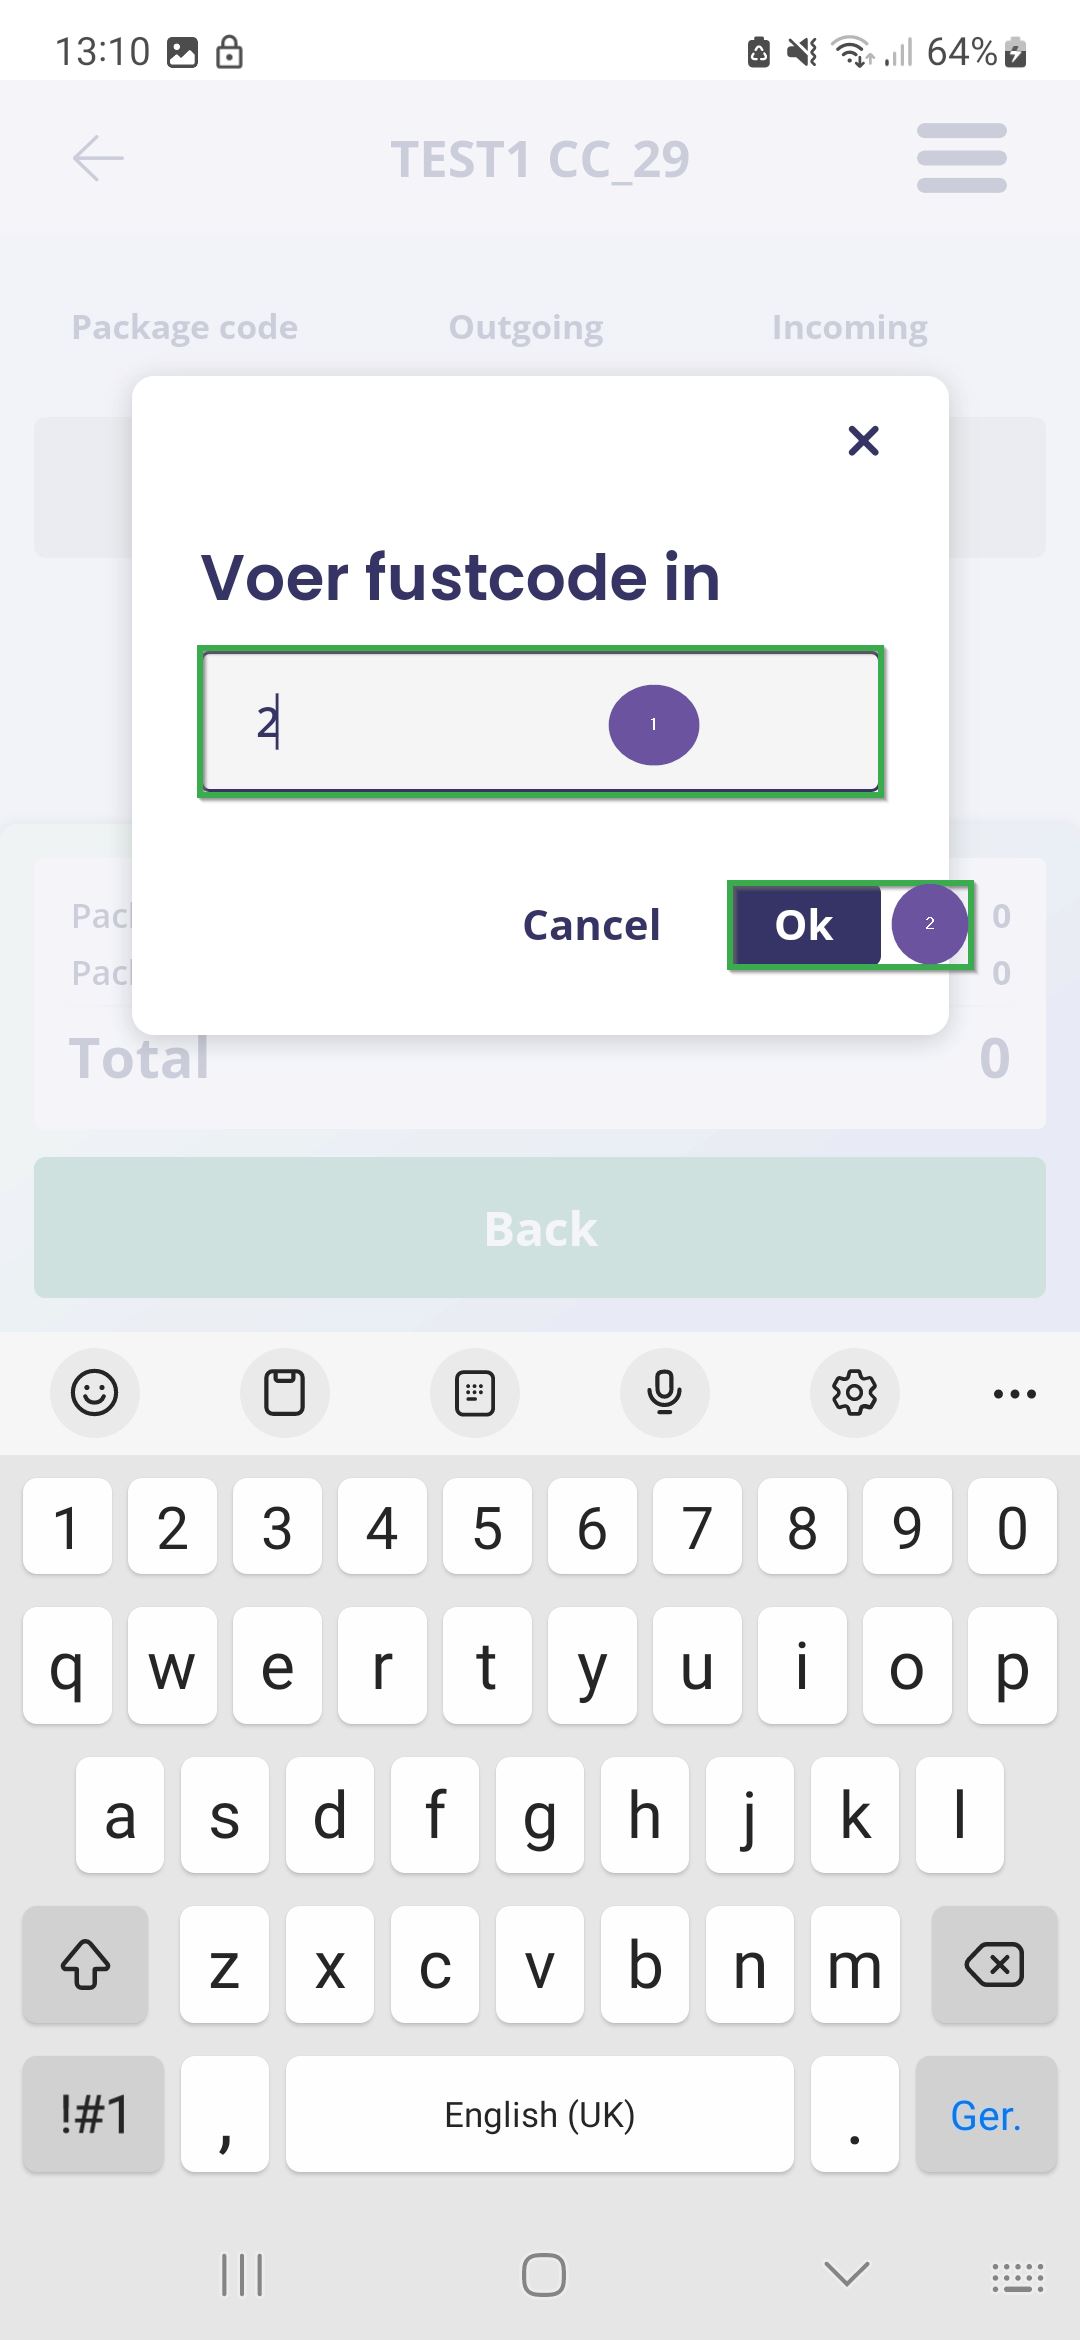 13:10
64%
TEST1 CC_29
Package code Outgoing Incoming
Voer fustcode in
2
1
Cancel Ok 2
Pac 0
Pac 0
Total 0
Back
1 2 3 4 5 6 7 8 9 0
q w e r t y u i o p
a s d f g h j k l
z x c v b n m
!#1 , English (UK) . Ger.